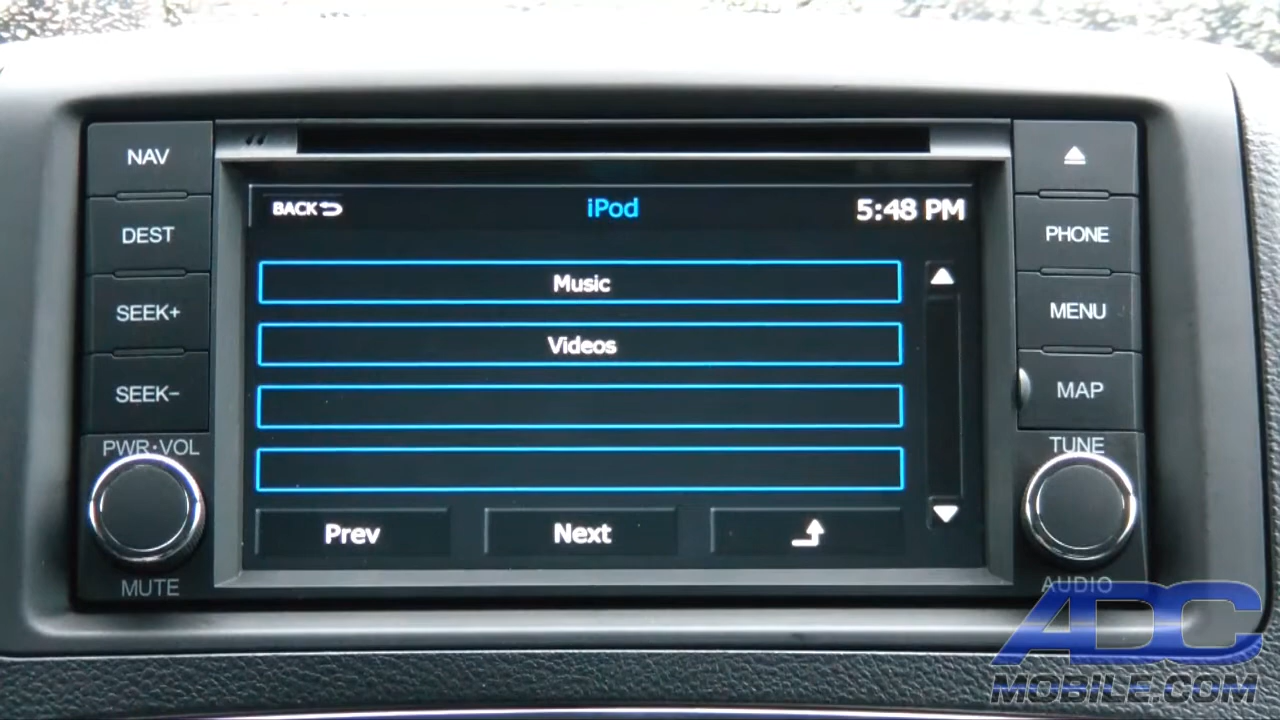 NAV
DEST
SEEK+
SEEK-
PWR·VOL
MUTE
BACK
iPod
5:48 PM
Music
Videos
Prev
Next
PHONE
MENU
MAP
TUNE
AUDIO
ADC
MOBILE.COM